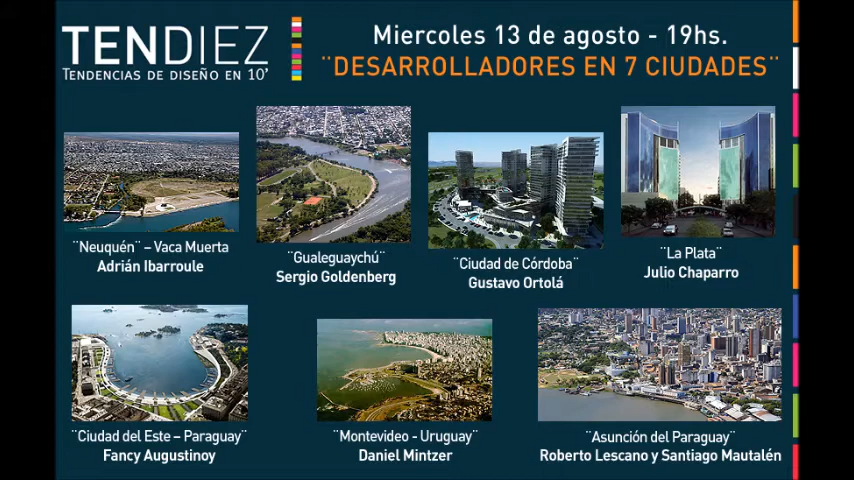 TENDIEZ
TENDENCIAS DE DISEÑO EN 10'
Miercoles 13 de agosto - 19hs.
¨DESARROLLADORES EN 7 CIUDADES¨
¨Neuquén¨ – Vaca Muerta
Adrián Ibarroule
¨Gualeguaychú¨
Sergio Goldenberg
¨Ciudad de Córdoba¨
Gustavo Ortolá
¨La Plata¨
Julio Chaparro
¨Ciudad del Este – Paraguay¨
Fancy Augustinoy
¨Montevideo - Uruguay¨
Daniel Mintzer
¨Asunción del Paraguay¨
Roberto Lescano y Santiago Mautalén